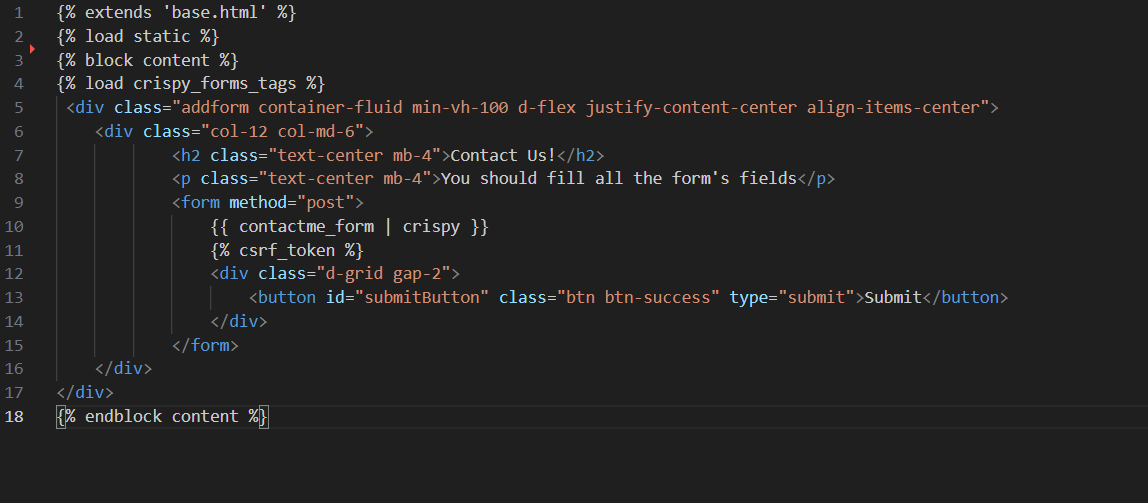 1 {% extends 'base.html' %}
2 {% load static %}
3 {% block content %}
4 {% load crispy_forms_tags %}
5 <div class="addform container-fluid min-vh-100 d-flex justify-content-center align-items-center">
6 <div class="col-12 col-md-6">
7 <h2 class="text-center mb-4">Contact Us!</h2>
8 <p class="text-center mb-4">You should fill all the form's fields</p>
9 <form method="post">
10 {{ contactme_form | crispy }}
11 {% csrf_token %}
12 <div class="d-grid gap-2">
13 <button id="submitButton" class="btn btn-success" type="submit">Submit</button>
14 </div>
15 </form>
16 </div>
17 </div>
18 {% endblock content %}